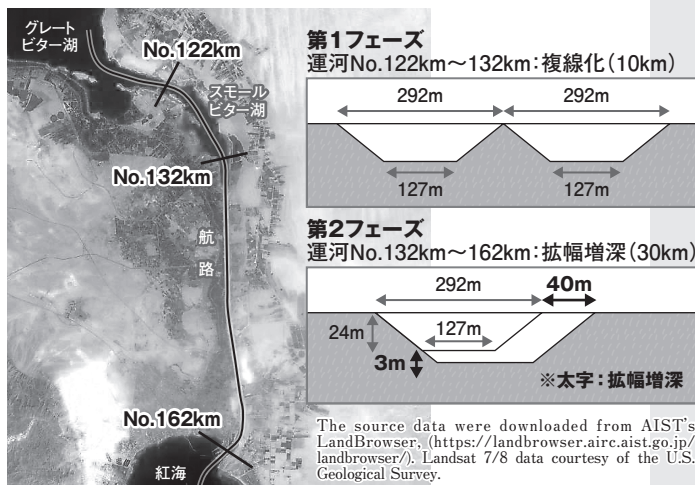 グレート
ビター湖
No.122km
スモール
ビター湖
No.132km
航
路
No.162km
紅海
第1フェーズ
運河No.122km～132km：複線化（10km）
292m 292m
127m 127m
第2フェーズ
運河No.132km～162km：拡幅増深（30km）
292m 40m
24m 127m
3m
※太字：拡幅増深
The source data were downloaded from AIST's
LandBrowser, (https://landbrowser.airc.aist.go.jp/
landbrowser/). Landsat 7/8 data courtesy of the U.S.
Geological Survey.